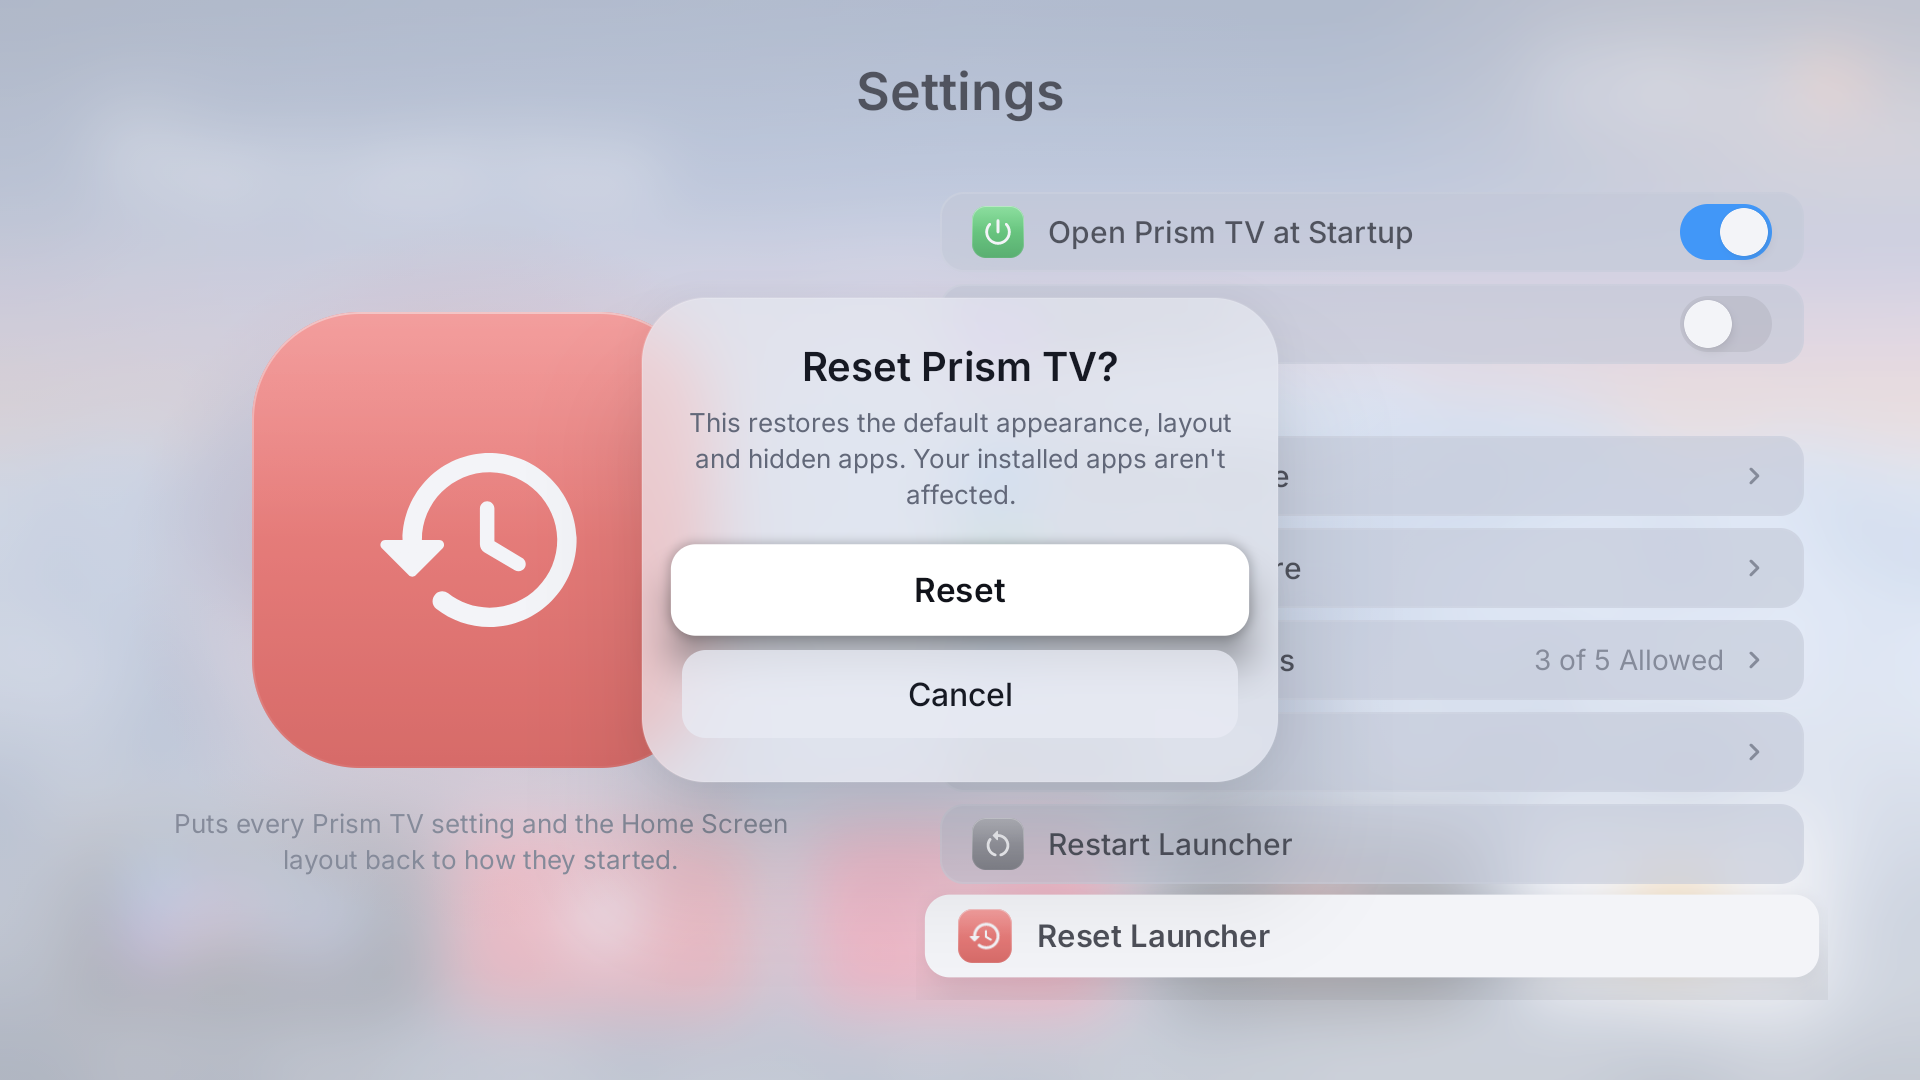 Settings
Open Prism TV at Startup
Reset Prism TV?
This restores the default appearance, layout
and hidden apps. Your installed apps aren't
affected.
Reset
Cancel
3 of 5 Allowed
Puts every Prism TV setting and the Home Screen
layout back to how they started.
Restart Launcher
Reset Launcher